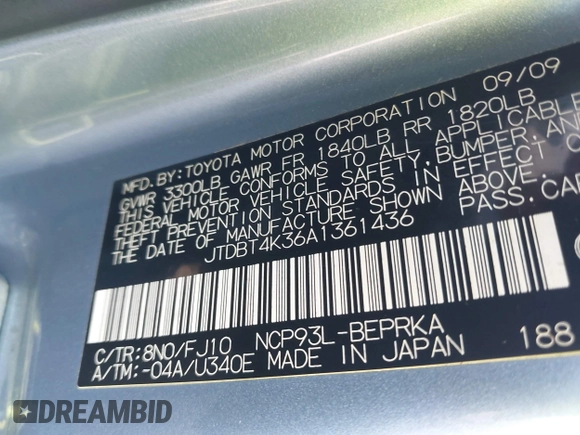 MFD.BY:TOYOTA MOTOR CORPORATION 09/09
GVWR 3300LB GAWR FR 1840LB RR 1820LB
THIS VEHICLE CONFORMS TO ALL APPLICABLE
FEDERAL MOTOR VEHICLE SAFETY,BUMPER,AND
THEFT PREVENTION STANDARDS IN EFFECT ON
THE DATE OF MANUFACTURE SHOWN ABOVE.
JTDBT4K36A1361436 PASS.CAR
C/TR:8N0/FJ10 NCP93L-BEPRKA
A/TM:-04A/U340E MADE IN JAPAN 188
DREAMBID